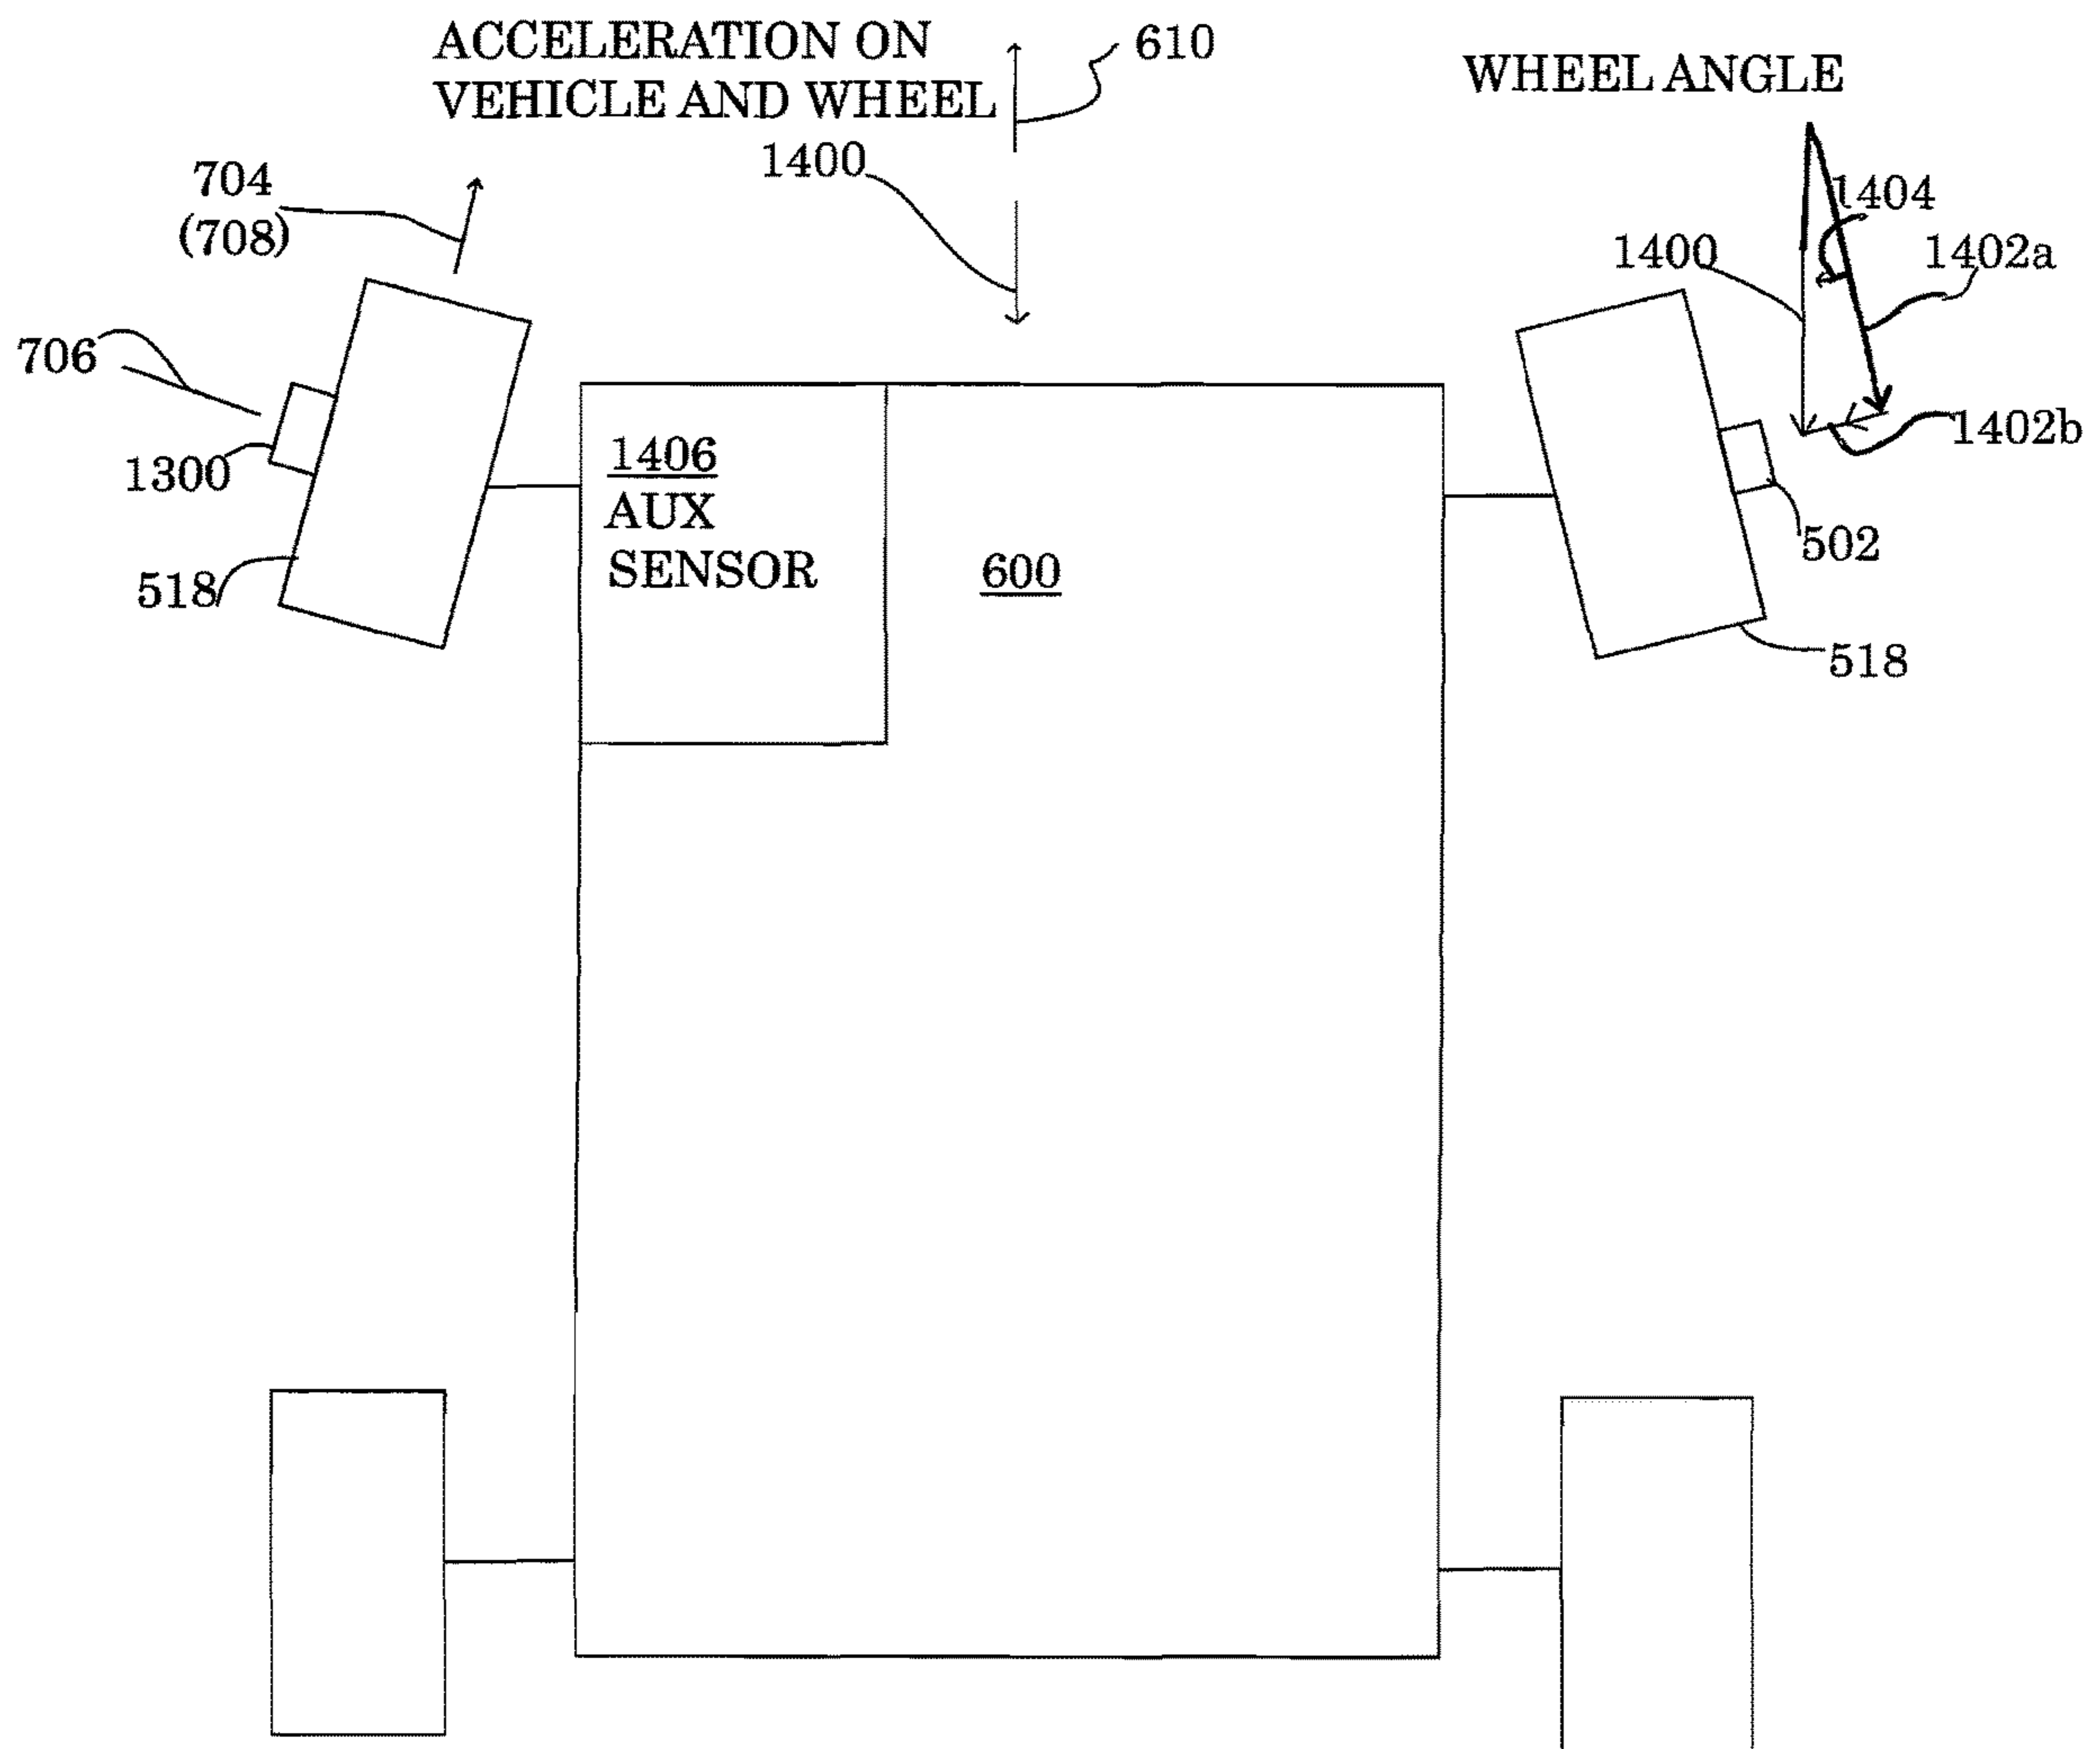 ACCELERATION ON
VEHICLE AND WHEEL
610
WHEEL ANGLE
1400
704
(708)
1404
1400
1402a
706
1300
1402b
1406
AUX
SENSOR
600
502
518
518